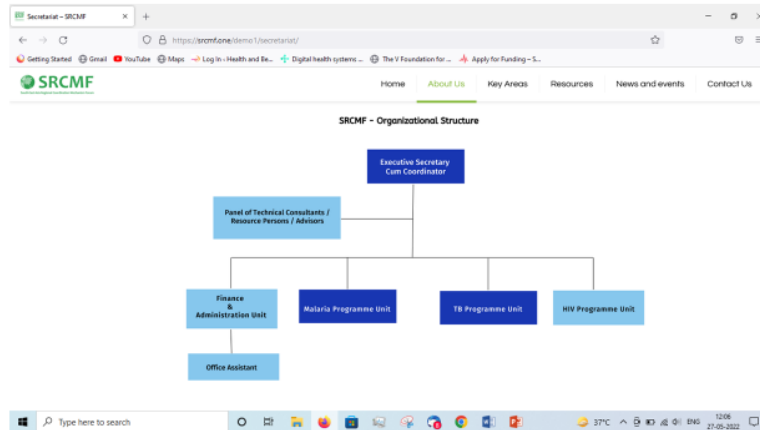 Secretariat – SRCMF
https://srcmf.one/demo1/secretariat/
Getting Started
Gmail
YouTube
Maps
Log In ‹ Health and Be...
Digital health systems ...
The V Foundation for ...
Apply for Funding – S...
SRCMF
Home
About Us
Key Areas
Resources
News and events
Contact Us
SRCMF – Organizational Structure
Executive Secretary
Cum Coordinator
Panel of Technical Consultants /
Resource Persons / Advisors
Finance
&
Administration Unit
Malaria Programme Unit
TB Programme Unit
HIV Programme Unit
Office Assistant
Type here to search
37°C
ENG
12:06
27-05-2022